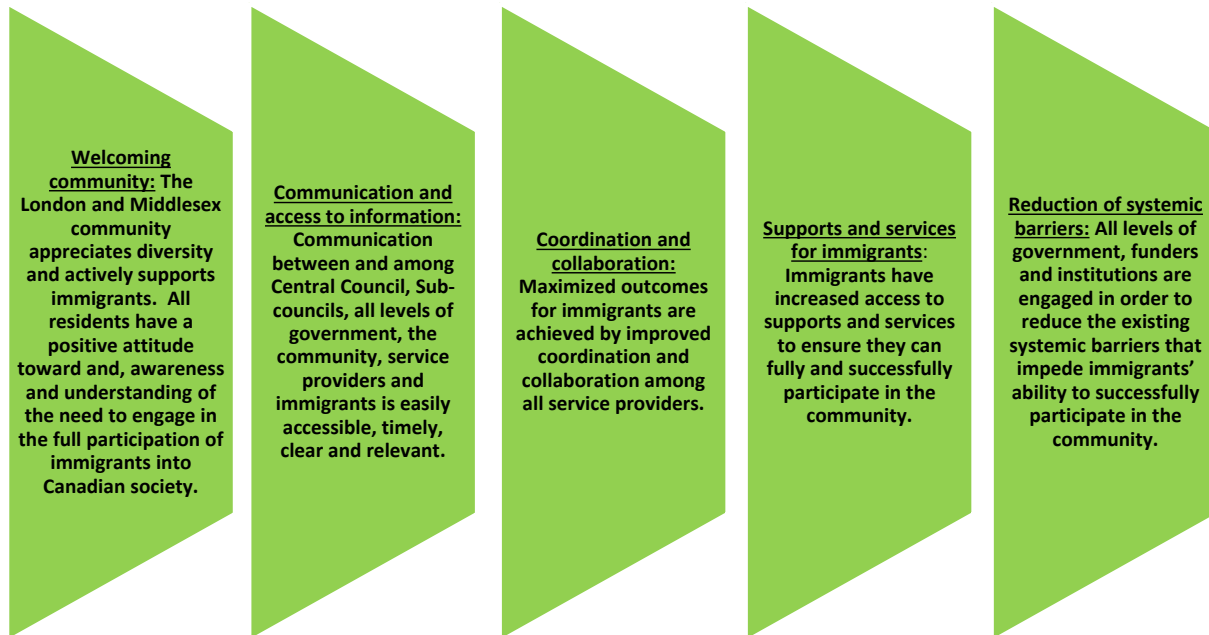 Welcoming
community: The
London and Middlesex
community
appreciates diversity
and actively supports
immigrants.  All
residents have a
positive attitude
toward and, awareness
and understanding of
the need to engage in
the full participation of
immigrants into
Canadian society.
Communication and
access to information:
Communication
between and among
Central Council, Sub-
councils, all levels of
government, the
community, service
providers and
immigrants is easily
accessible, timely,
clear and relevant.
Coordination and
collaboration:
Maximized outcomes
for immigrants are
achieved by improved
coordination and
collaboration among
all service providers.
Supports and services
for immigrants:
Immigrants have
increased access to
supports and services
to ensure they can
fully and successfully
participate in the
community.
Reduction of systemic
barriers: All levels of
government, funders
and institutions are
engaged in order to
reduce the existing
systemic barriers that
impede immigrants’
ability to successfully
participate in the
community.